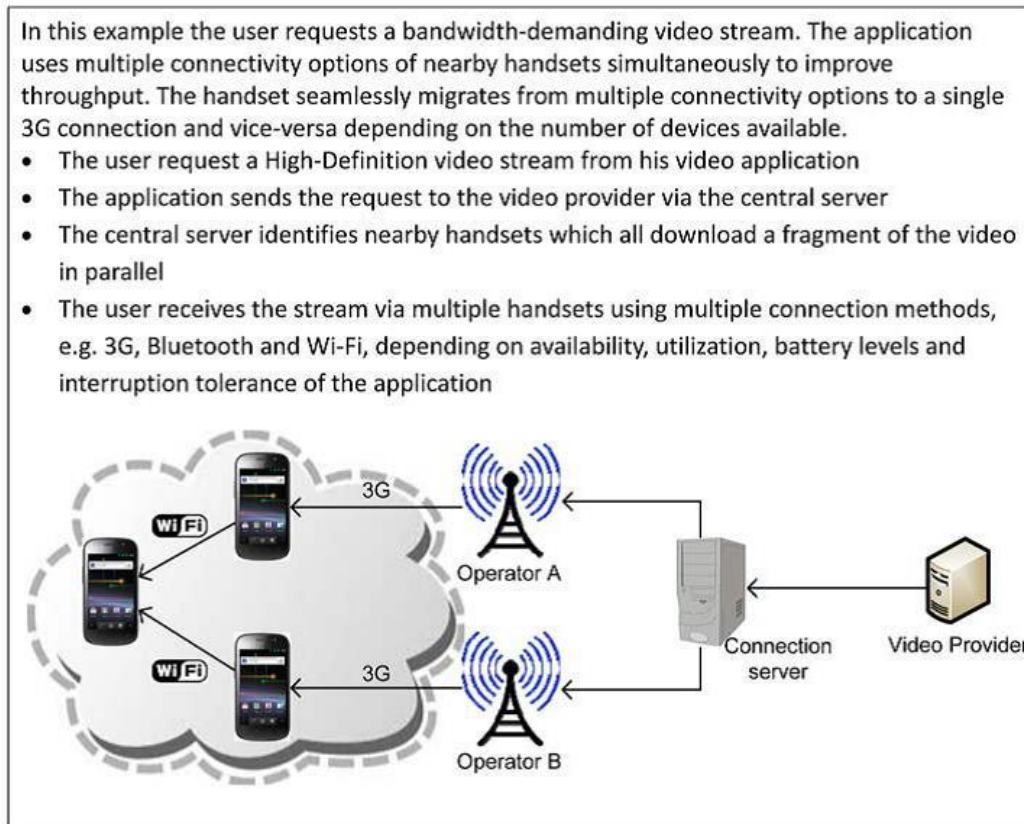 In this example the user requests a bandwidth-demanding video stream. The application
uses multiple connectivity options of nearby handsets simultaneously to improve
throughput. The handset seamlessly migrates from multiple connectivity options to a single
3G connection and vice-versa depending on the number of devices available.
• The user request a High-Definition video stream from his video application
• The application sends the request to the video provider via the central server
• The central server identifies nearby handsets which all download a fragment of the video
in parallel
• The user receives the stream via multiple handsets using multiple connection methods,
e.g. 3G, Bluetooth and Wi-Fi, depending on availability, utilization, battery levels and
interruption tolerance of the application
3G
WiFi
Operator A
Connection
server
Video Provider
WiFi
3G
Operator B